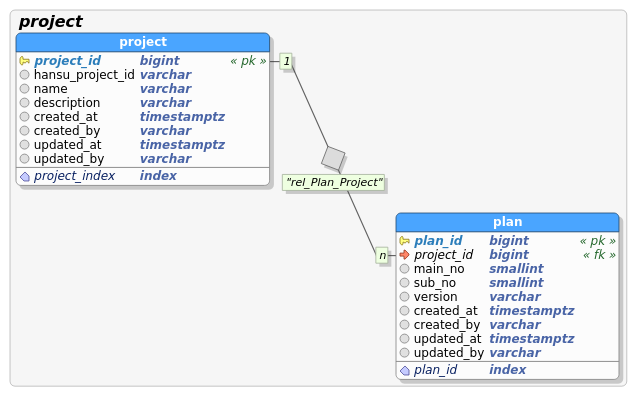 project
project
project_id bigint « pk »
hansu_project_id varchar
name varchar
description varchar
created_at timestamptz
created_by varchar
updated_at timestamptz
updated_by varchar
project_index index
1
"rel_Plan_Project"
n
plan
plan_id bigint « pk »
project_id bigint « fk »
main_no smallint
sub_no smallint
version varchar
created_at timestamptz
created_by varchar
updated_at timestamptz
updated_by varchar
plan_id index